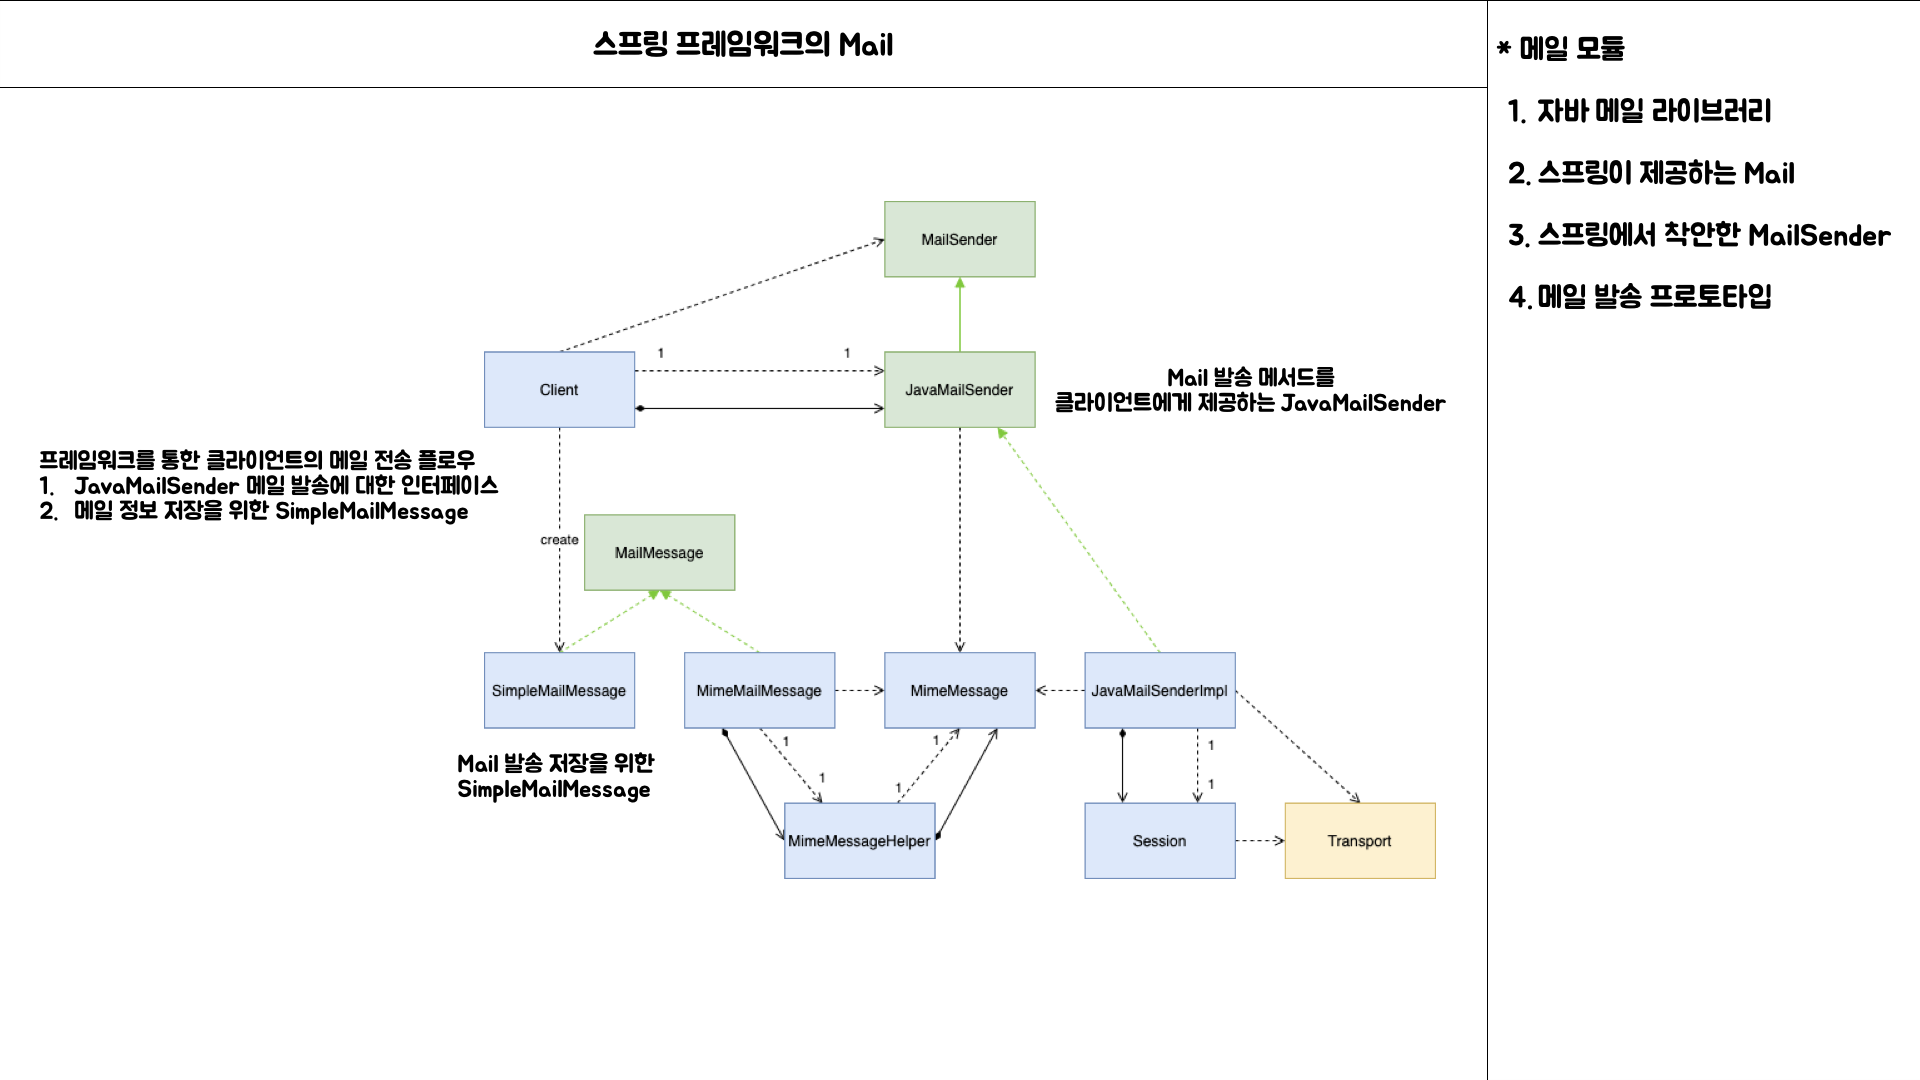 스프링 프레임워크의 Mail
* 메일 모듈
1. 자바 메일 라이브러리
2. 스프링이 제공하는 Mail
3. 스프링에서 착안한 MailSender
4. 메일 발송 프로토타입
MailSender
1
1
Client
JavaMailSender
Mail 발송 메서드를
클라이언트에게 제공하는 JavaMailSender
프레임워크를 통한 클라이언트의 메일 전송 플로우
1. JavaMailSender 메일 발송에 대한 인터페이스
2. 메일 정보 저장을 위한 SimpleMailMessage
create
MailMessage
SimpleMailMessage
MimeMailMessage
MimeMessage
JavaMailSenderImpl
1
1
1
1
1
1
Mail 발송 저장을 위한
SimpleMailMessage
MimeMessageHelper
Session
Transport